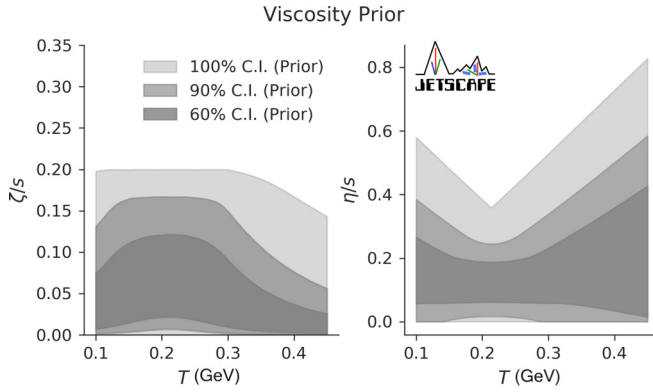 Viscosity Prior
0.35
0.30
0.25
0.20
0.15
0.10
0.05
0.00
ζ/s
100% C.I. (Prior)
90% C.I. (Prior)
60% C.I. (Prior)
0.1 0.2 0.3 0.4
T (GeV)
JETSCAPE
0.8
0.6
0.4
0.2
0.0
η/s
0.1 0.2 0.3 0.4
T (GeV)